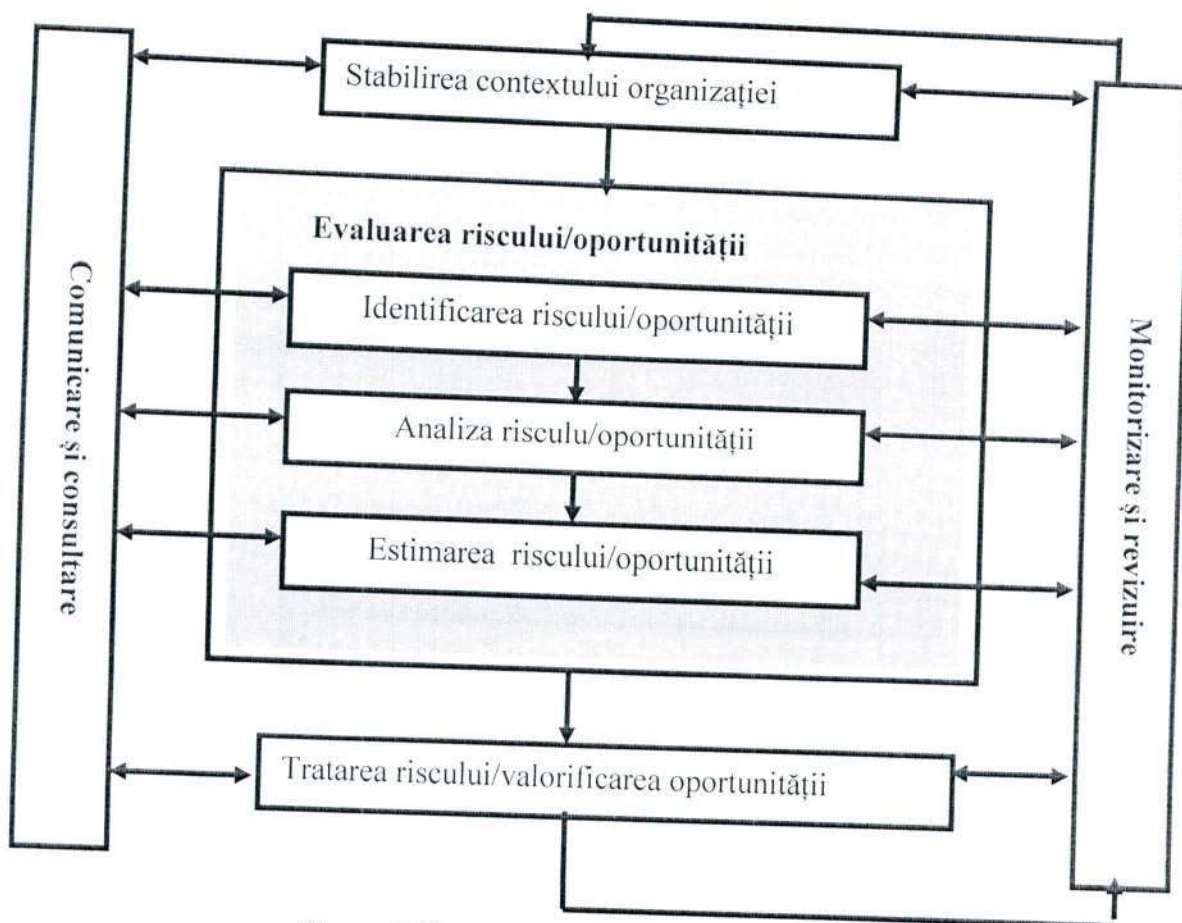 Stabilirea contextului organizației
Evaluarea riscului/oportunității
Identificarea riscului/oportunității
Analiza risculu/oportunității
Estimarea riscului/oportunității
Tratarea riscului/valorificarea oportunității
Comunicare și consultare
Monitorizare și revizuire